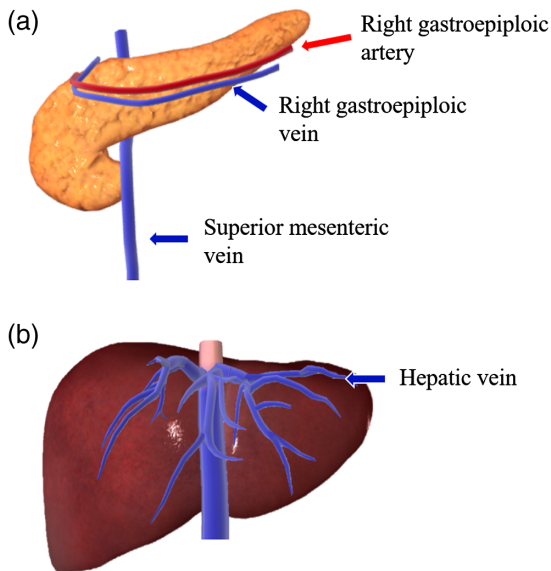 (a)
Right gastroepiploic
artery
Right gastroepiploic
vein
Superior mesenteric
vein
(b)
Hepatic vein